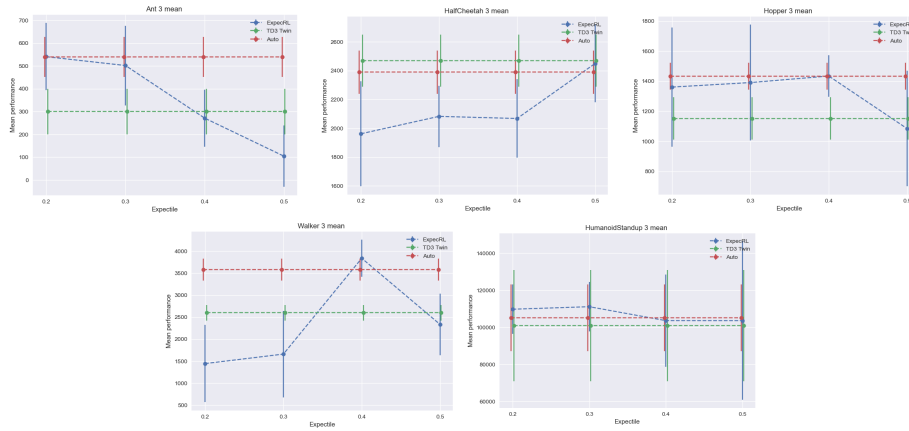 Ant 3 mean
700
600
500
400
300
200
100
0
0.2
0.3
0.4
0.5
Mean performance
Expectile
ExpecRL
TD3 Twin
Auto
HalfCheetah 3 mean
2600
2400
2200
2000
1800
1600
0.2
0.3
0.4
0.5
Mean performance
Expectile
ExpecRL
TD3 Twin
Auto
Hopper 3 mean
1800
1600
1400
1200
1000
800
0.2
0.3
0.4
0.5
Mean performance
Expectile
ExpecRL
TD3 Twin
Auto
Walker 3 mean
4000
3500
3000
2500
2000
1500
1000
500
0.2
0.3
0.4
0.5
Mean performance
Expectile
ExpecRL
TD3 Twin
Auto
HumanoidStandup 3 mean
140000
120000
100000
80000
60000
0.2
0.3
0.4
0.5
Mean performance
Expectile
ExpecRL
TD3 Twin
Auto